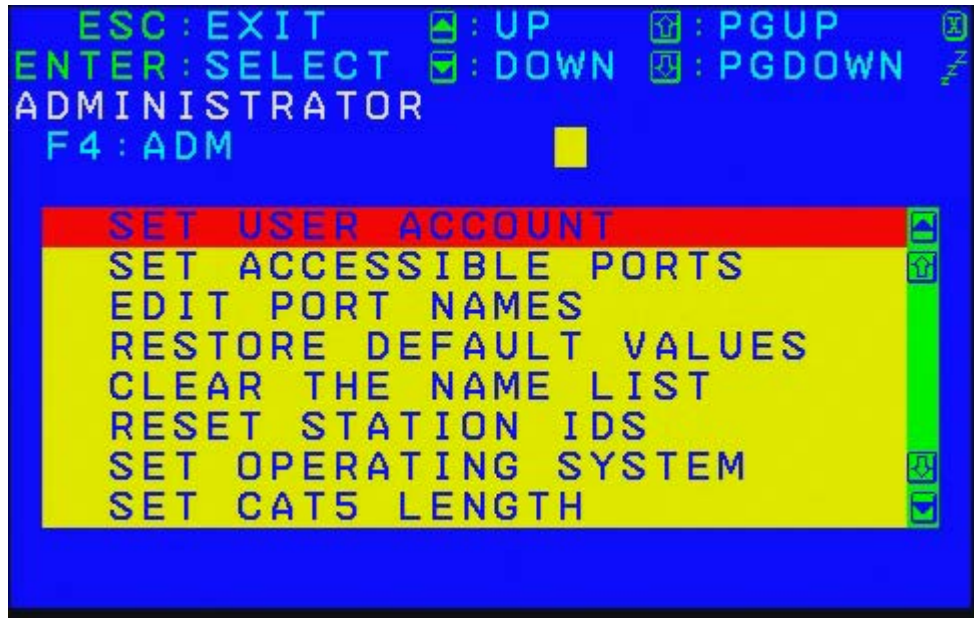 ESC:EXIT :UP :PGUP X
ENTER:SELECT :DOWN :PGDOWN zZ
ADMINISTRATOR
F4:ADM
SET USER ACCOUNT
SET ACCESSIBLE PORTS
EDIT PORT NAMES
RESTORE DEFAULT VALUES
CLEAR THE NAME LIST
RESET STATION IDS
SET OPERATING SYSTEM
SET CAT5 LENGTH